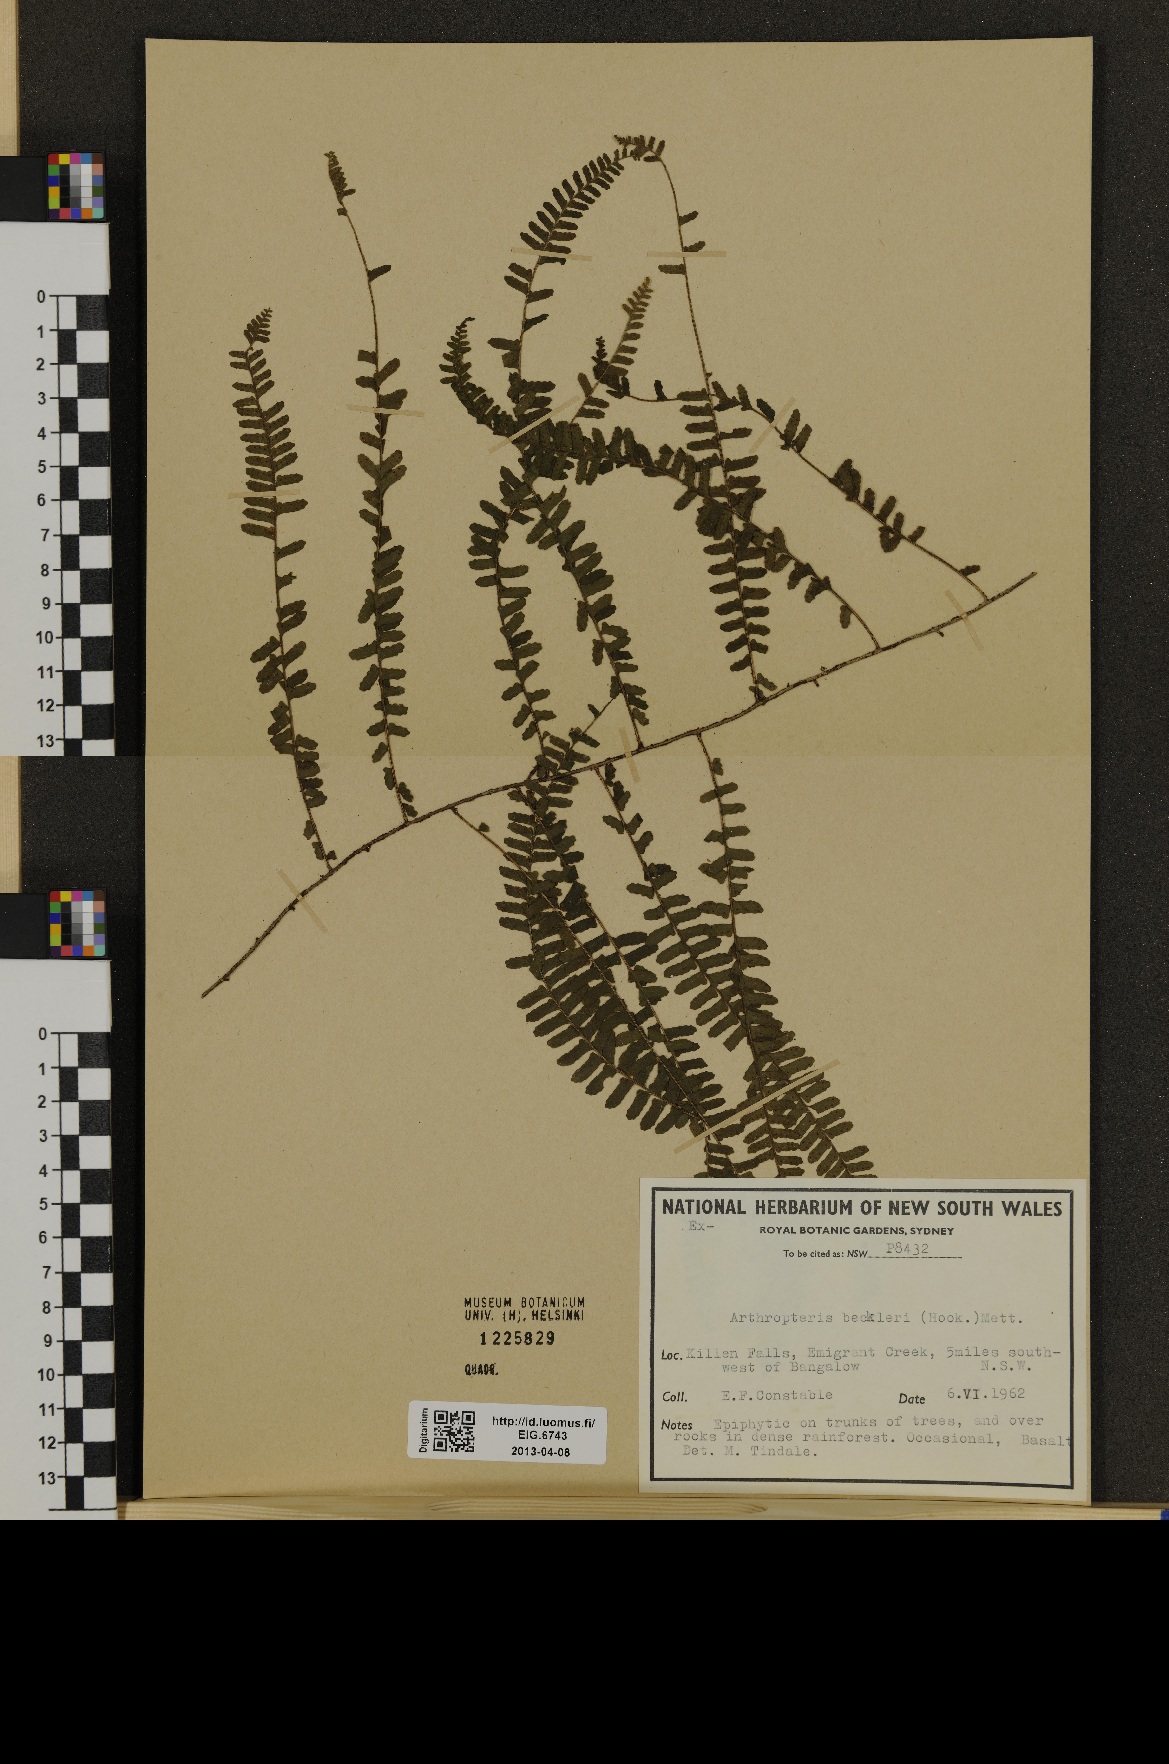 0
1
2
3
4
5
6
7
8
9
10
11
12
13
0
1
2
3
4
5
6
7
8
9
10
11
12
13
NATIONAL HERBARIUM OF NEW SOUTH WALES
Ex-
ROYAL BOTANIC GARDENS, SYDNEY
To be cited as: NSW P8432
Arthropteris beckleri (Hook.)Mett.
Loc. Killen Falls, Emigrant Creek, 5miles south-
west of Bangalow N.S.W.
Coll. E.F.Constable Date 6.VI.1962
Notes Epiphytic on trunks of trees, and over
rocks in dense rainforest. Occasional, Basalt
Det. M. Tindale.
MUSEUM BOTANICUM
UNIV. (H), HELSINKI
1225829
Digitarium
http://id.luomus.fi/
EIG.6743
2013-04-08